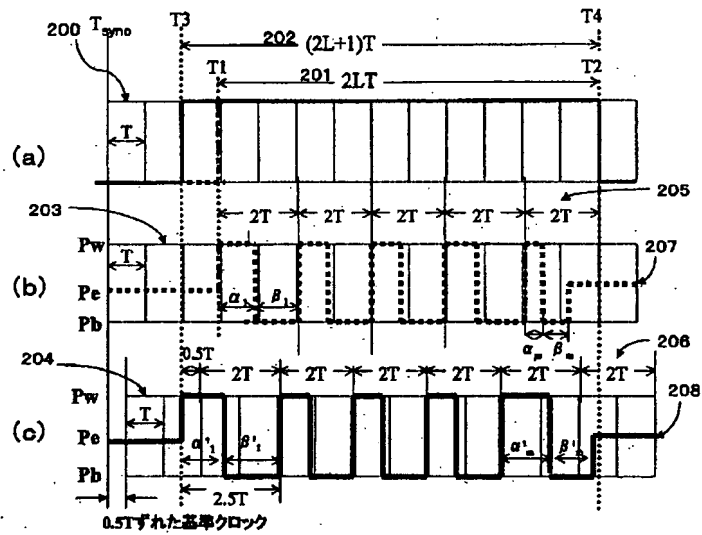 T3 T4
Tsync
200 202 (2L+1)T
T1 201 2LT T2
T
(a)
205
203 2T 2T 2T 2T 2T
Pw
T 207
(b) Pe
α1 β1
Pb αm βm 206
0.5T
204 2T 2T 2T 2T 2T 2T
Pw
T 208
(c) Pe
α'1 β'1 α'm β'm
Pb
2.5T
0.5Tずれた基準クロック